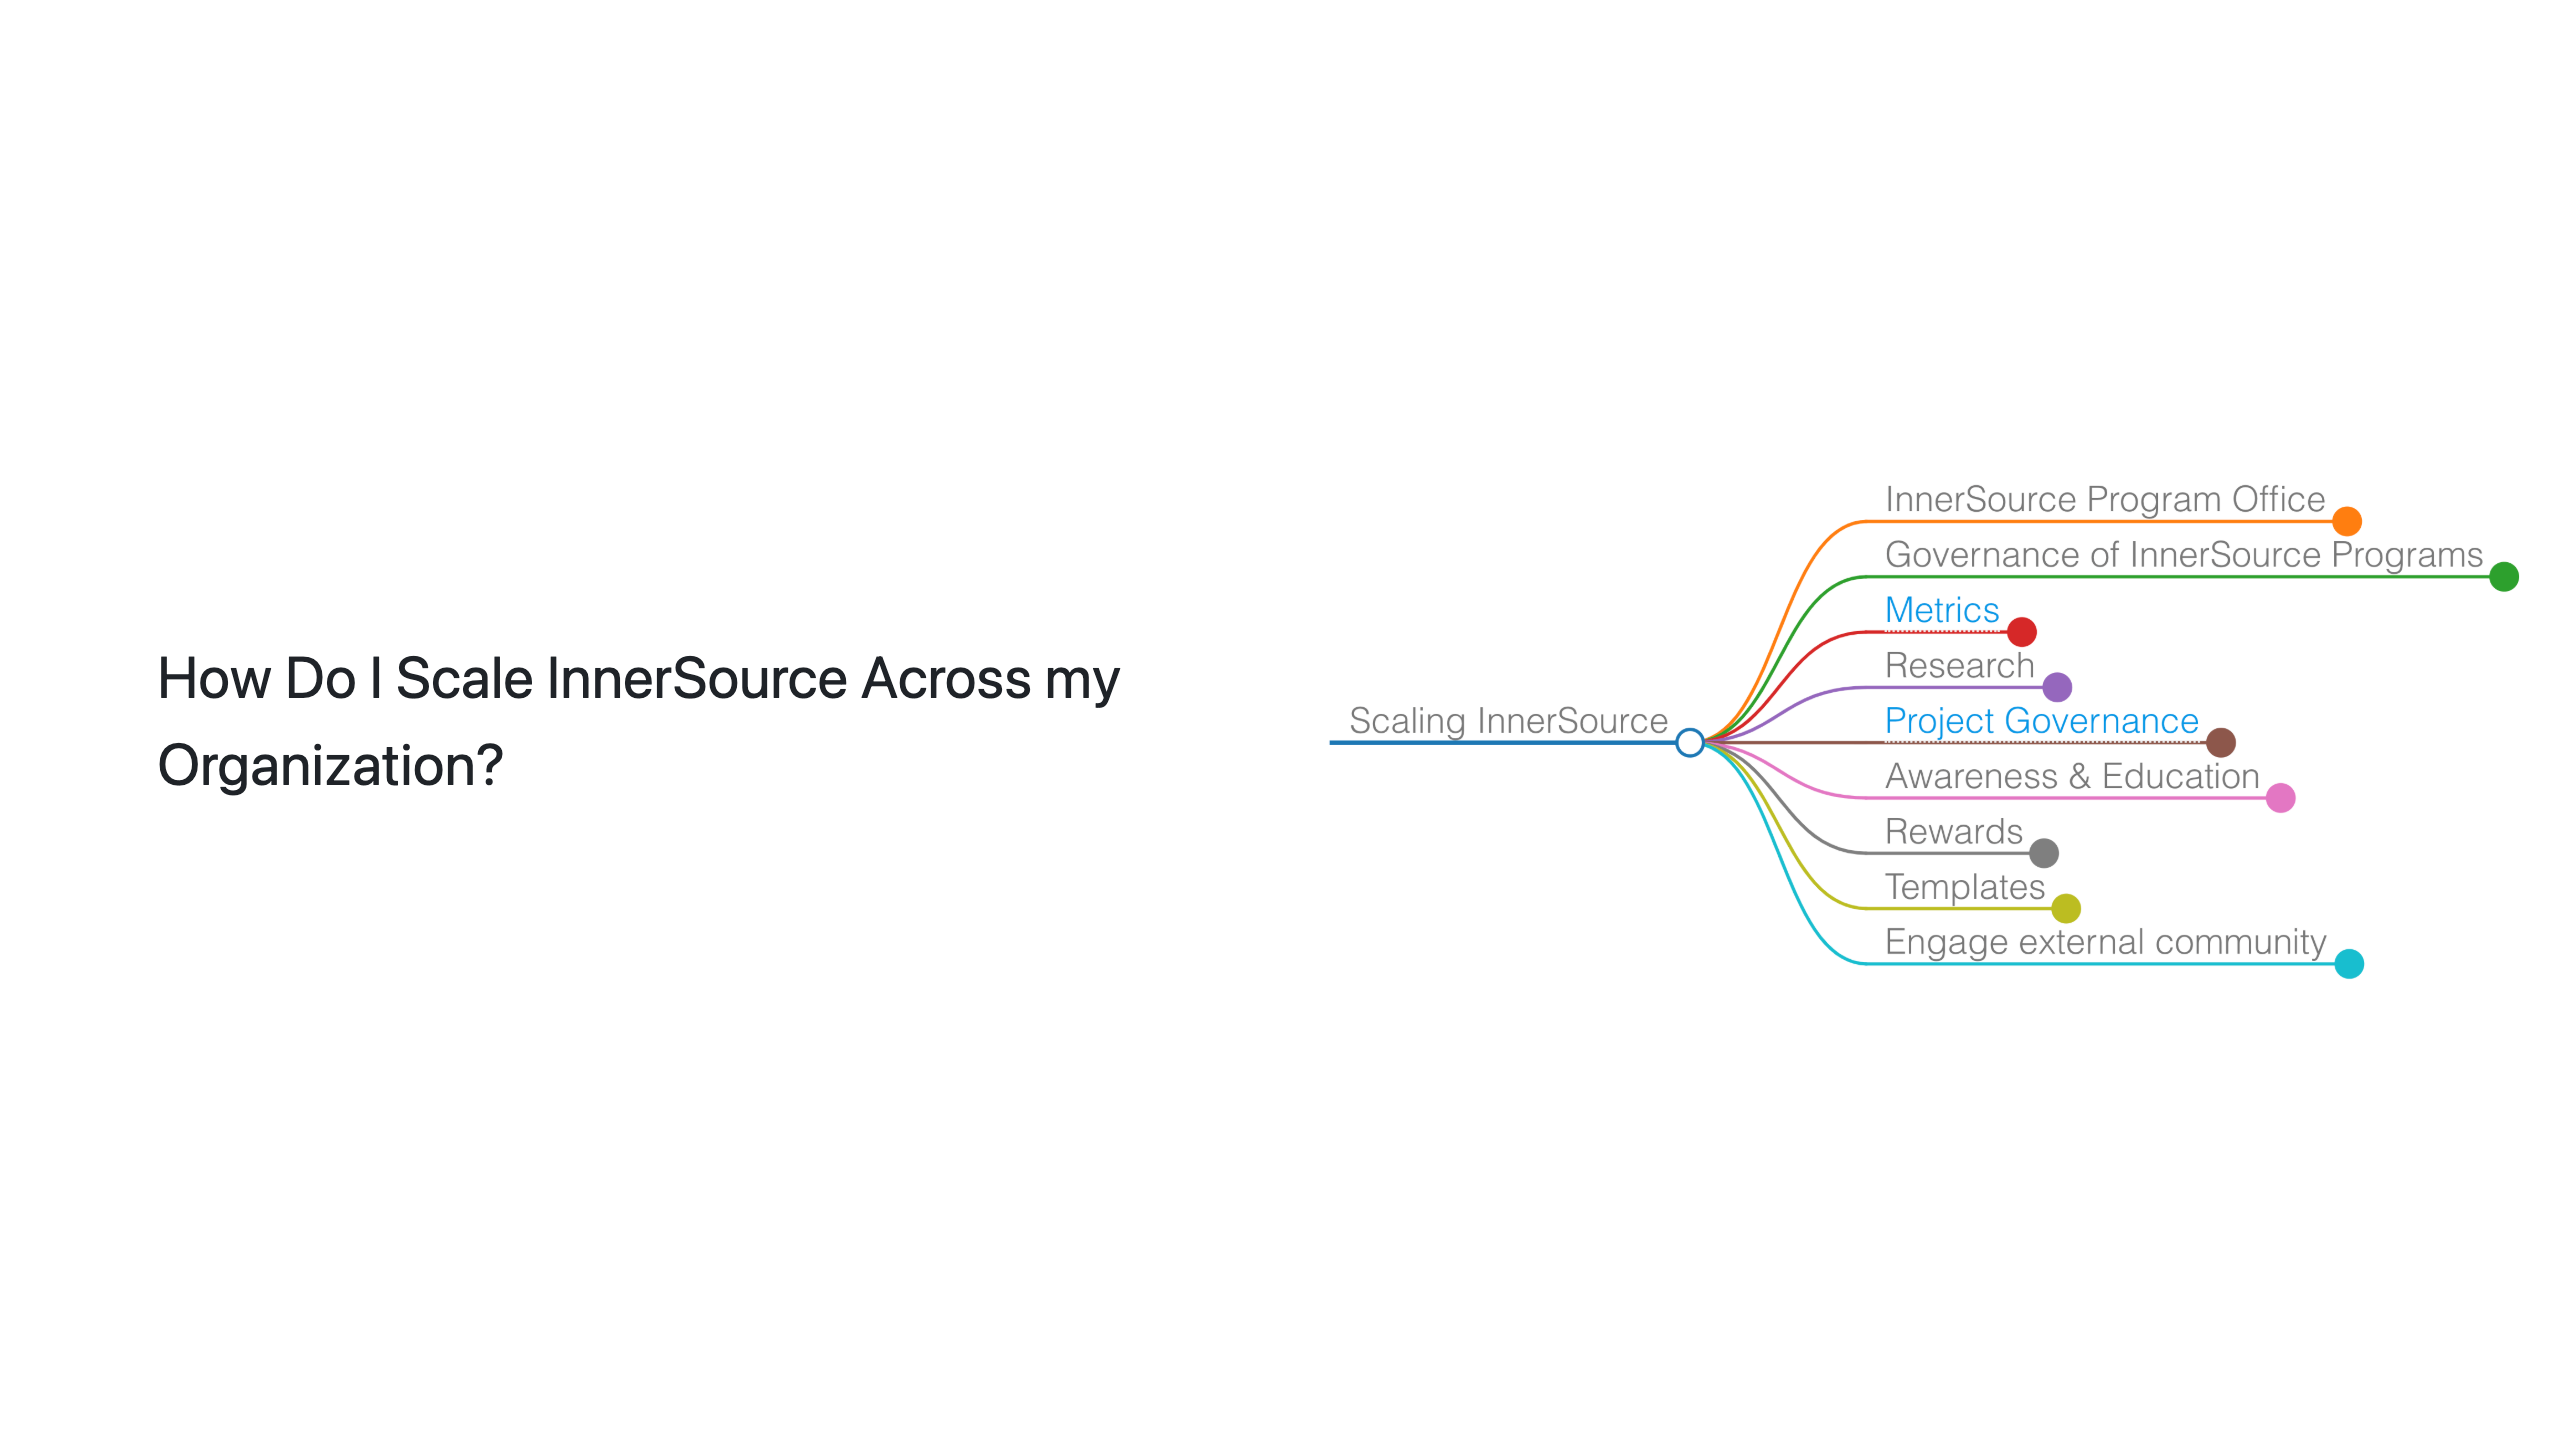 How Do I Scale InnerSource Across my
Organization?
Scaling InnerSource
InnerSource Program Office
Governance of InnerSource Programs
Metrics
Research
Project Governance
Awareness & Education
Rewards
Templates
Engage external community